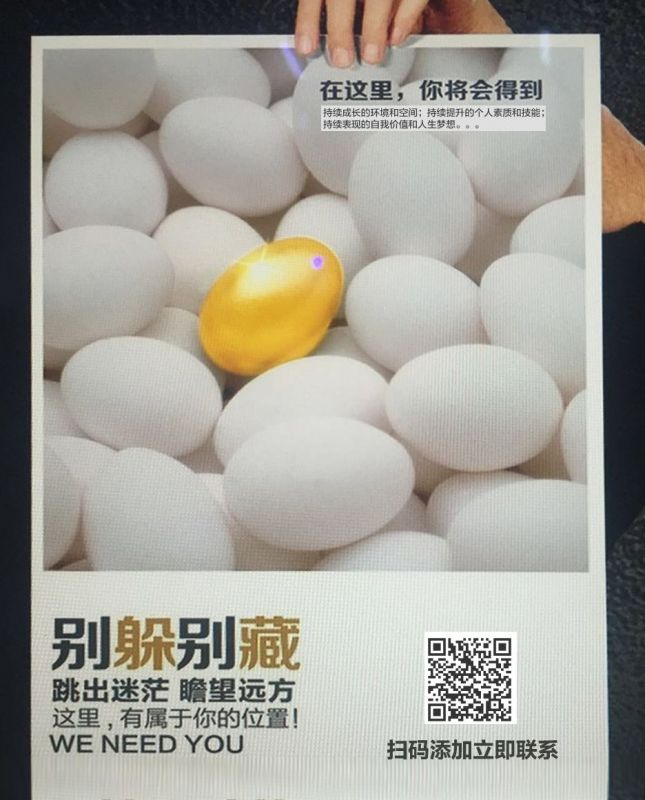 在这里，你将会得到
持续成长的环境和空间；持续提升的个人素质和技能；
持续表现的自我价值和人生梦想。。。
别躲别藏
跳出迷茫 瞻望远方
这里，有属于你的位置！
WE NEED YOU
扫码添加立即联系